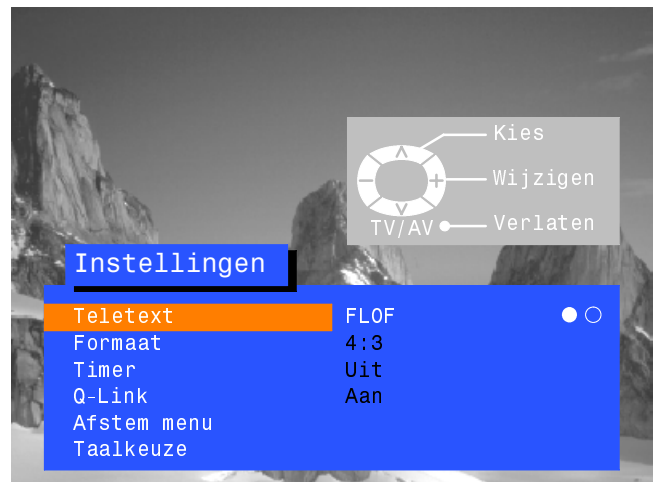 Kies
Wijzigen
TV/AV Verlaten
Instellingen
Teletext FLOF
Formaat 4:3
Timer Uit
Q-Link Aan
Afstem menu
Taalkeuze